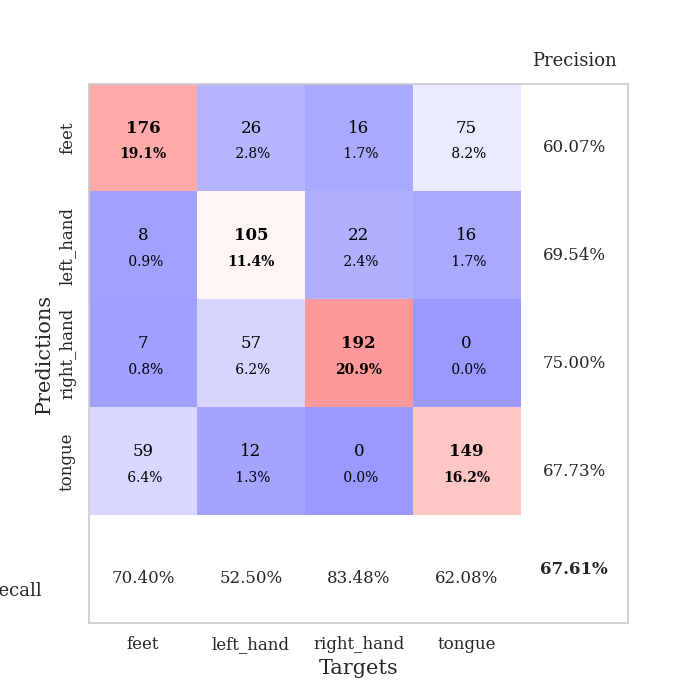 Precision
feet 176 26 16 75 60.07%
19.1% 2.8% 1.7% 8.2%
left_hand 8 105 22 16 69.54%
0.9% 11.4% 2.4% 1.7%
right_hand 7 57 192 0 75.00%
0.8% 6.2% 20.9% 0.0%
tongue 59 12 0 149 67.73%
6.4% 1.3% 0.0% 16.2%
Predictions
ecall 70.40% 52.50% 83.48% 62.08% 67.61%
feet left_hand right_hand tongue
Targets